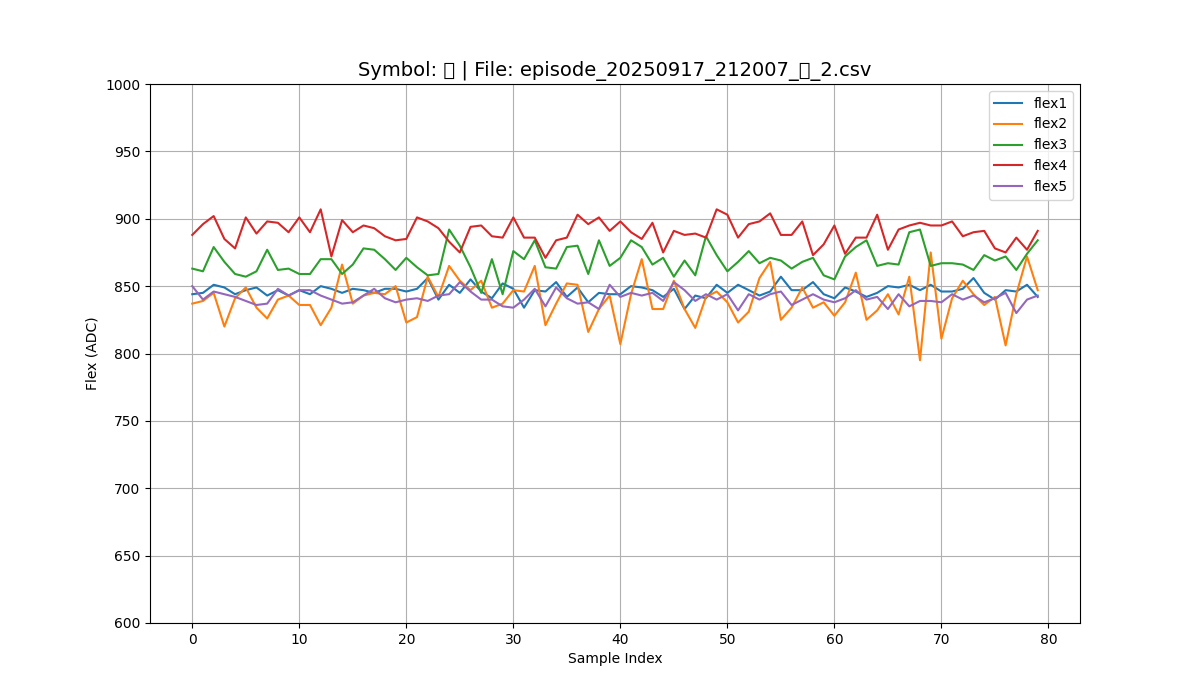 Symbol: | File: episode_20250917_212007_ _2.csv
1000
950
900
850
800
750
700
650
600
Flex (ADC)
0 10 20 30 40 50 60 70 80
Sample Index
flex1
flex2
flex3
flex4
flex5